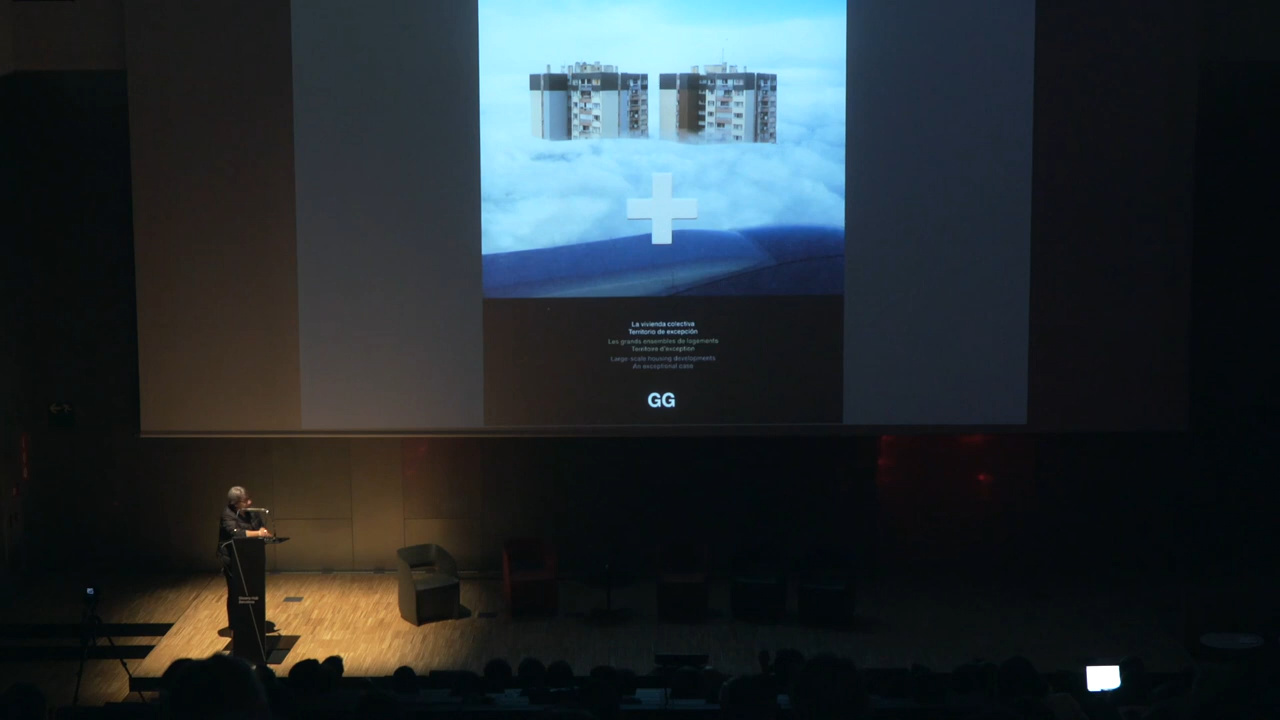 La vivienda colectiva
Territorio de excepción
Les grands ensembles de logements
Territoire d'exception
Large-scale housing developments
An exceptional case
GG